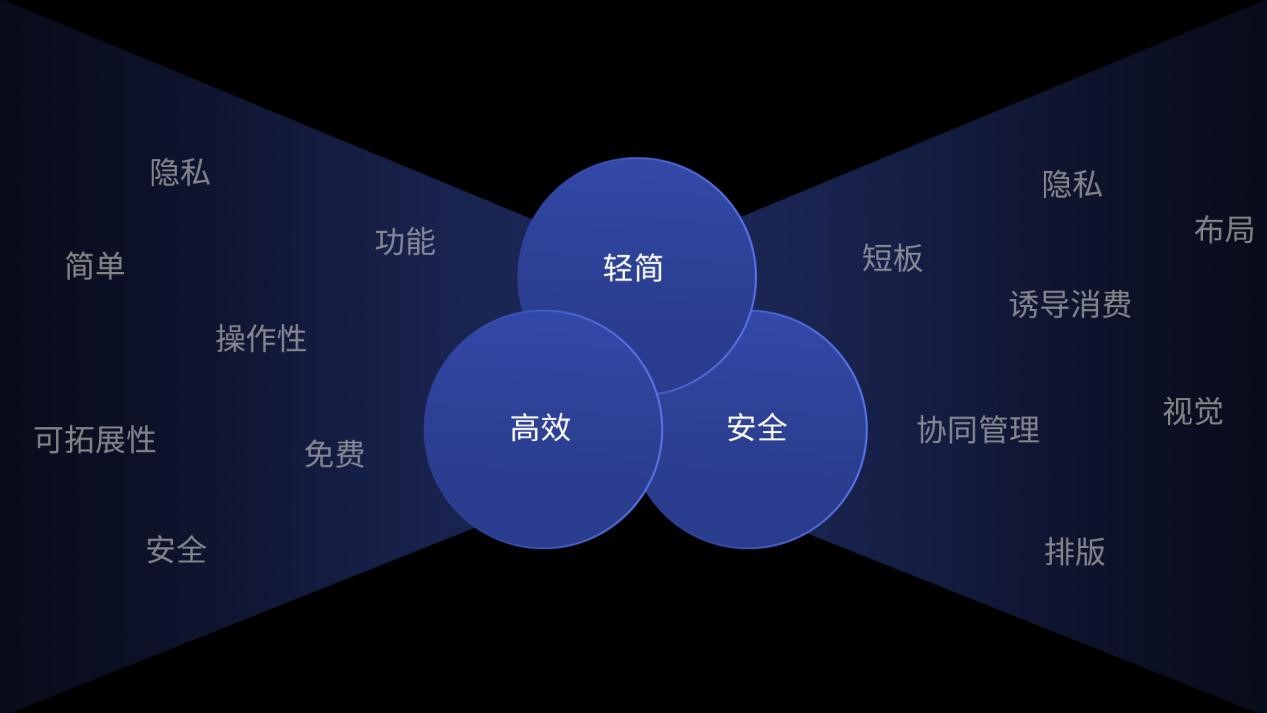 隐私
简单
功能
操作性
可拓展性
免费
安全
轻简
高效
安全
隐私
布局
短板
诱导消费
视觉
协同管理
排版